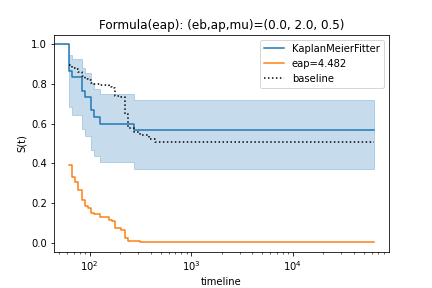 Formula(eap): (eb,ap,mu)=(0.0, 2.0, 0.5)
KaplanMeierFitter
eap=4.482
baseline
S(t)
1.0
0.8
0.6
0.4
0.2
0.0
10²
10³
10⁴
timeline